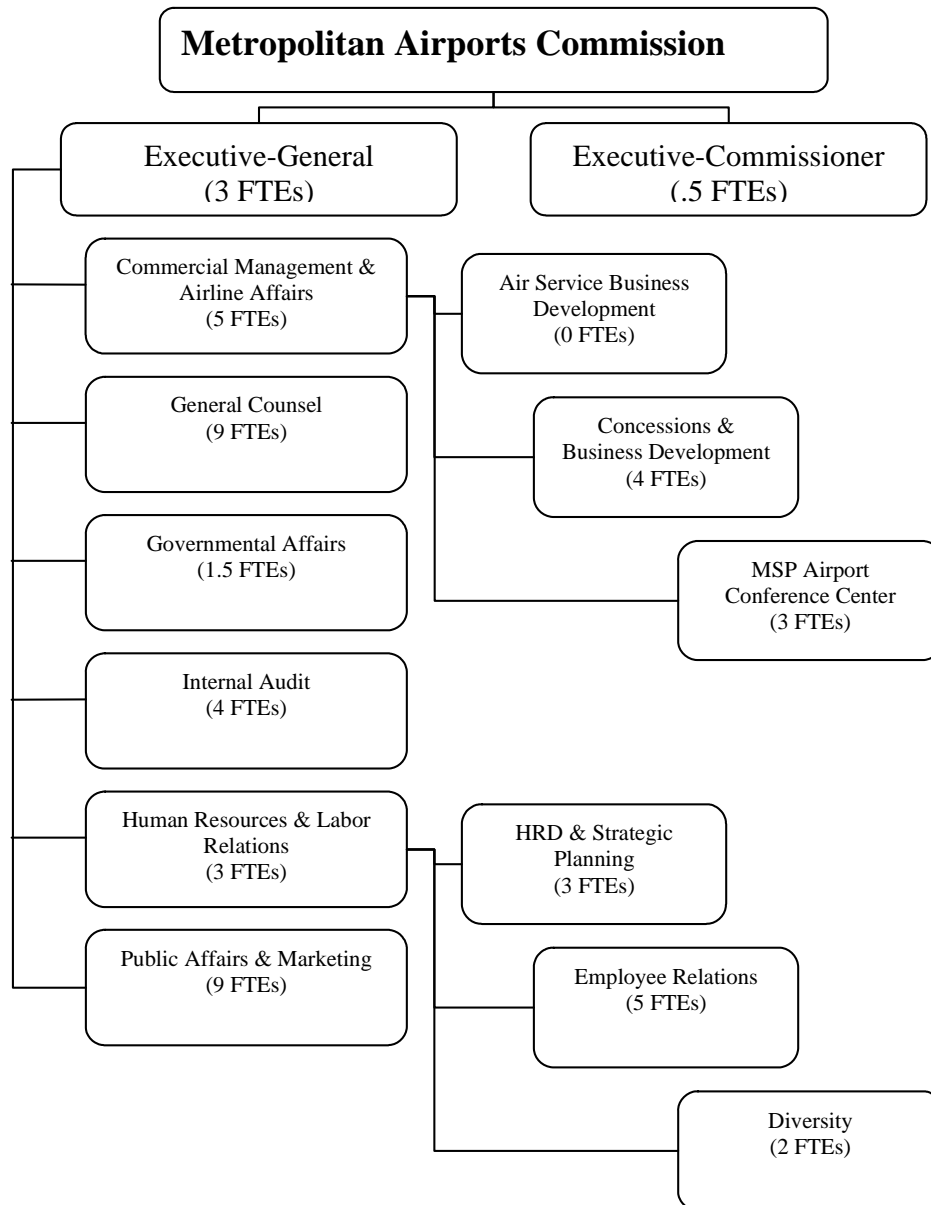 Metropolitan Airports Commission
Executive-General
(3 FTEs)
Executive-Commissioner
(.5 FTEs)
Commercial Management &
Airline Affairs
(5 FTEs)
Air Service Business
Development
(0 FTEs)
General Counsel
(9 FTEs)
Concessions &
Business Development
(4 FTEs)
Governmental Affairs
(1.5 FTEs)
MSP Airport
Conference Center
(3 FTEs)
Internal Audit
(4 FTEs)
Human Resources & Labor
Relations
(3 FTEs)
HRD & Strategic
Planning
(3 FTEs)
Public Affairs & Marketing
(9 FTEs)
Employee Relations
(5 FTEs)
Diversity
(2 FTEs)